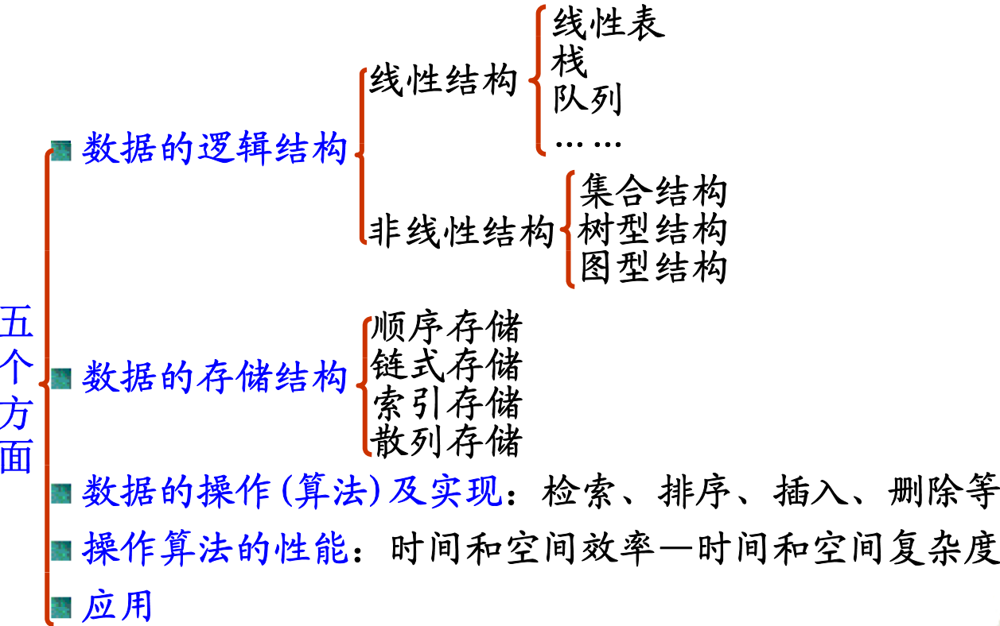 五个方面
数据的逻辑结构
线性结构
线性表
栈
队列
... ...
非线性结构
集合结构
树型结构
图型结构
数据的存储结构
顺序存储
链式存储
索引存储
散列存储
数据的操作(算法)及实现：检索、排序、插入、删除等
操作算法的性能：时间和空间效率—时间和空间复杂度
应用